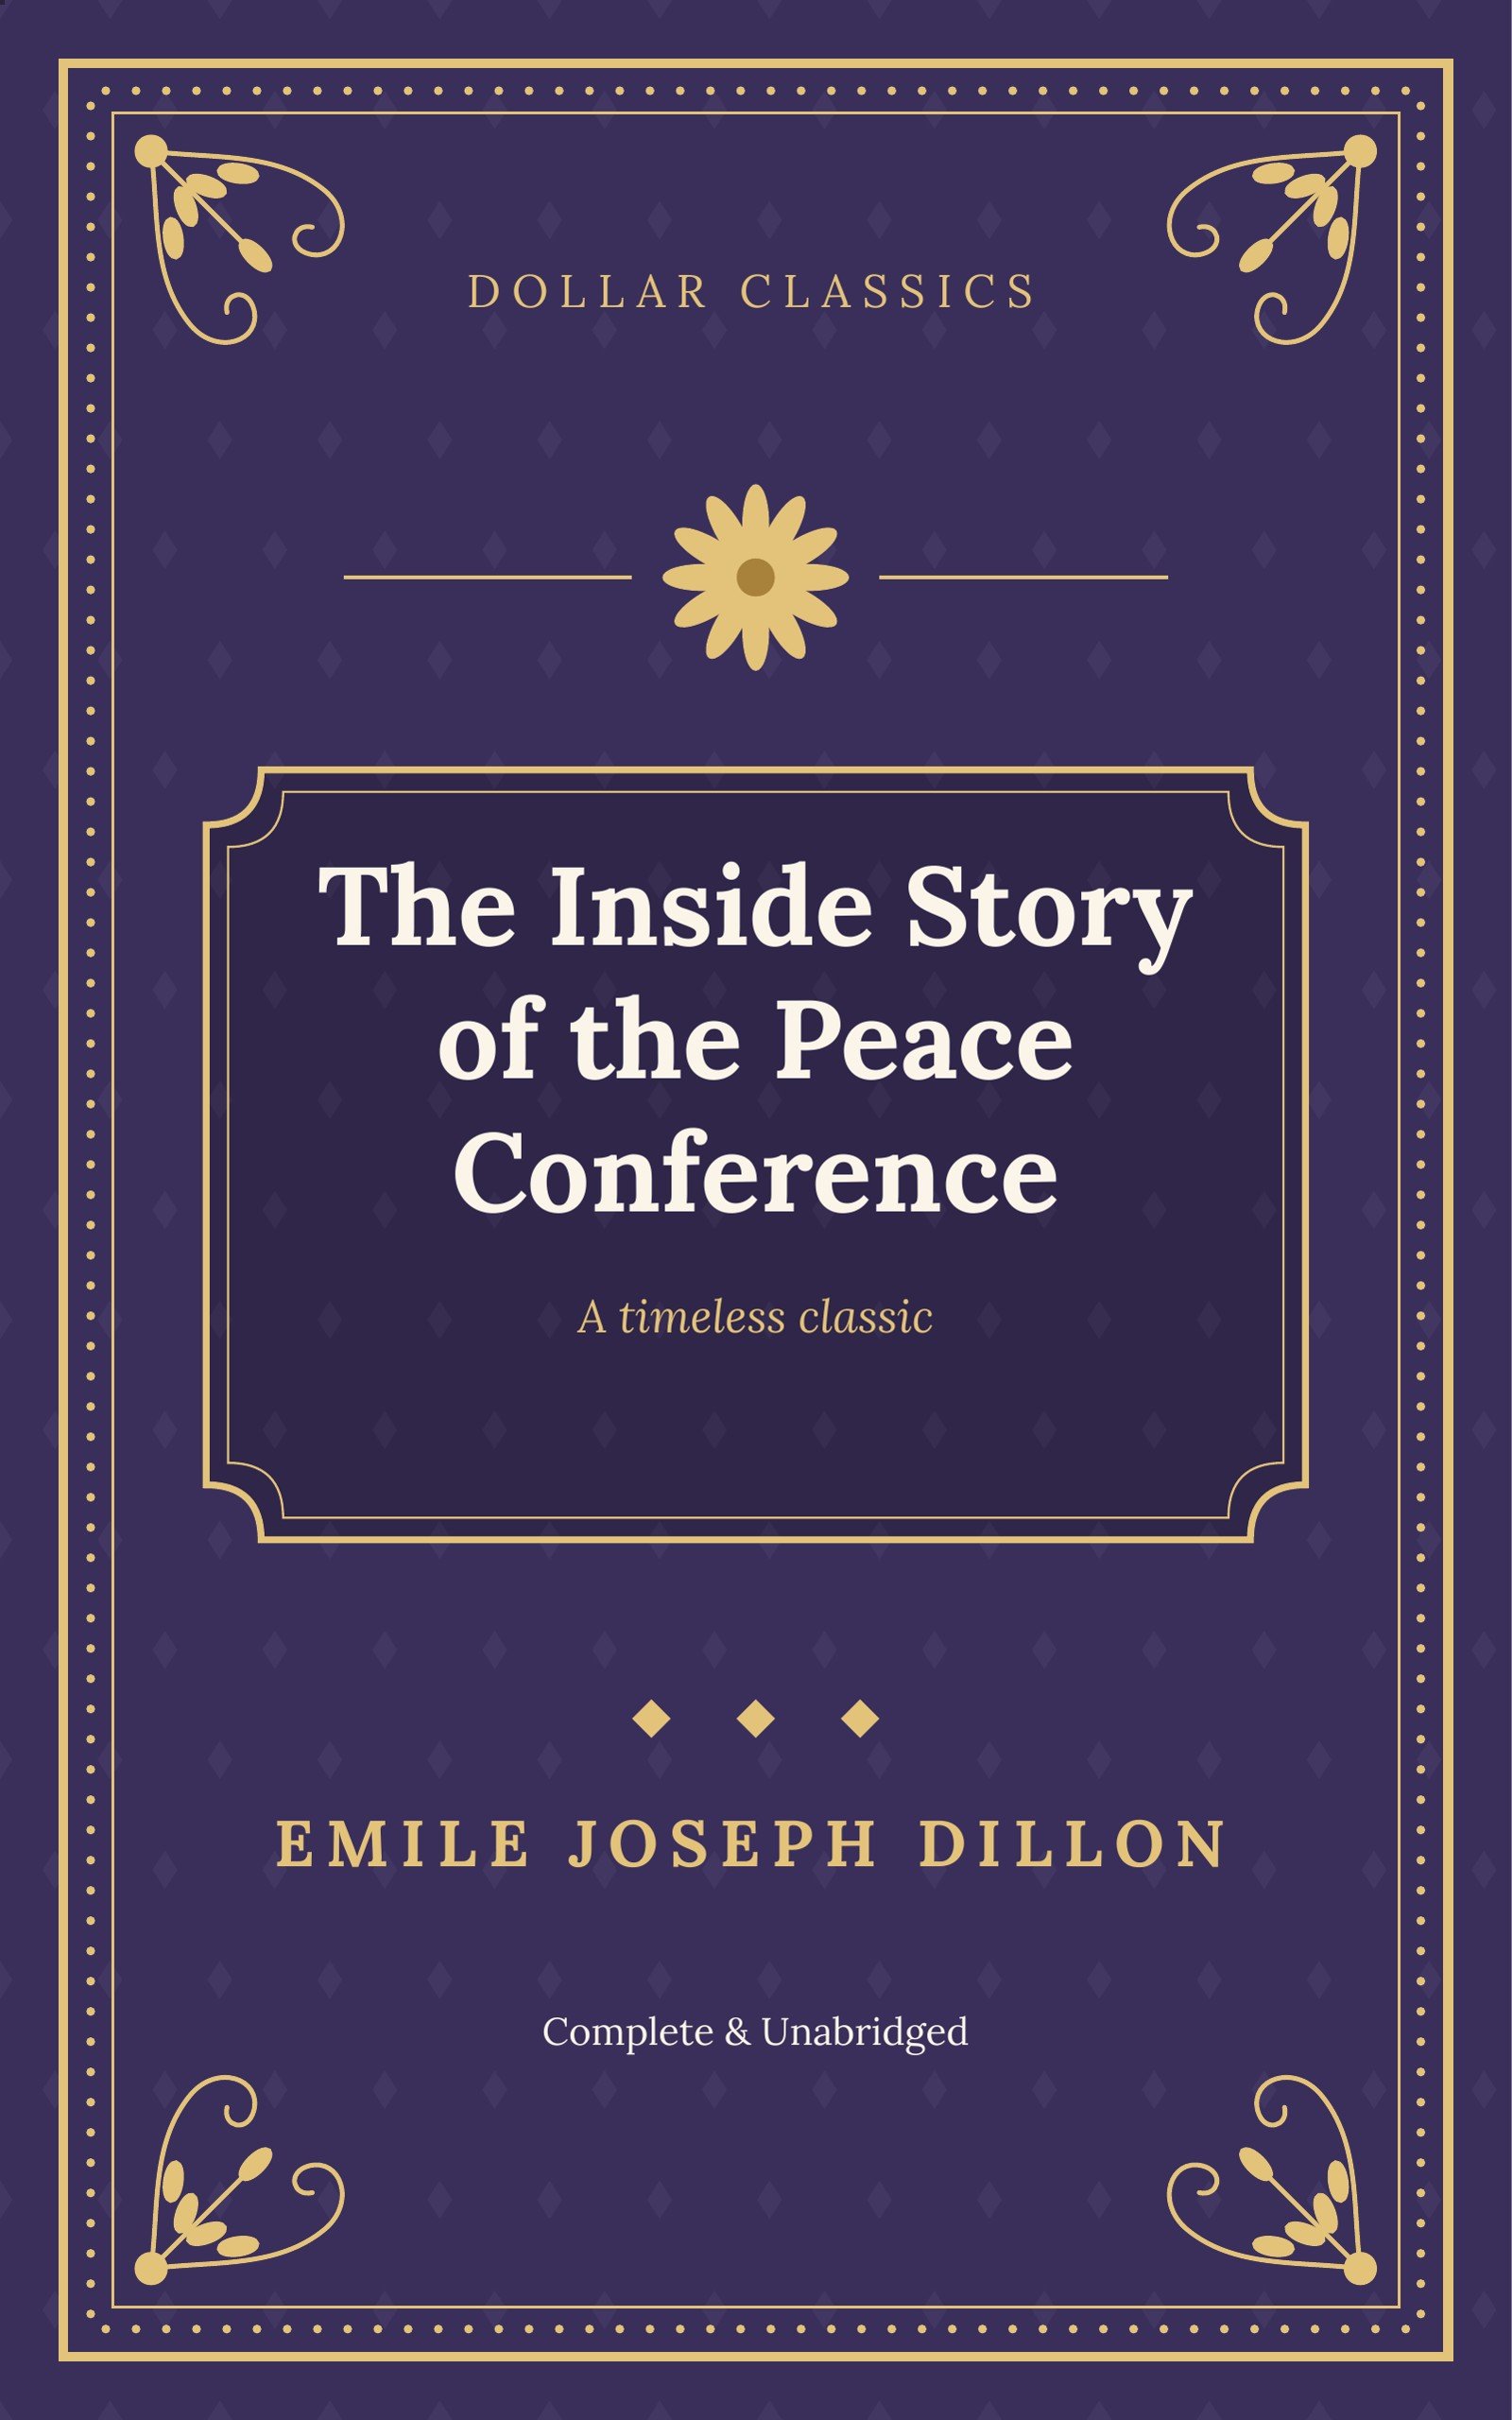 DOLLAR CLASSICS
The Inside Story
of the Peace
Conference
A timeless classic
EMILE JOSEPH DILLON
Complete & Unabridged